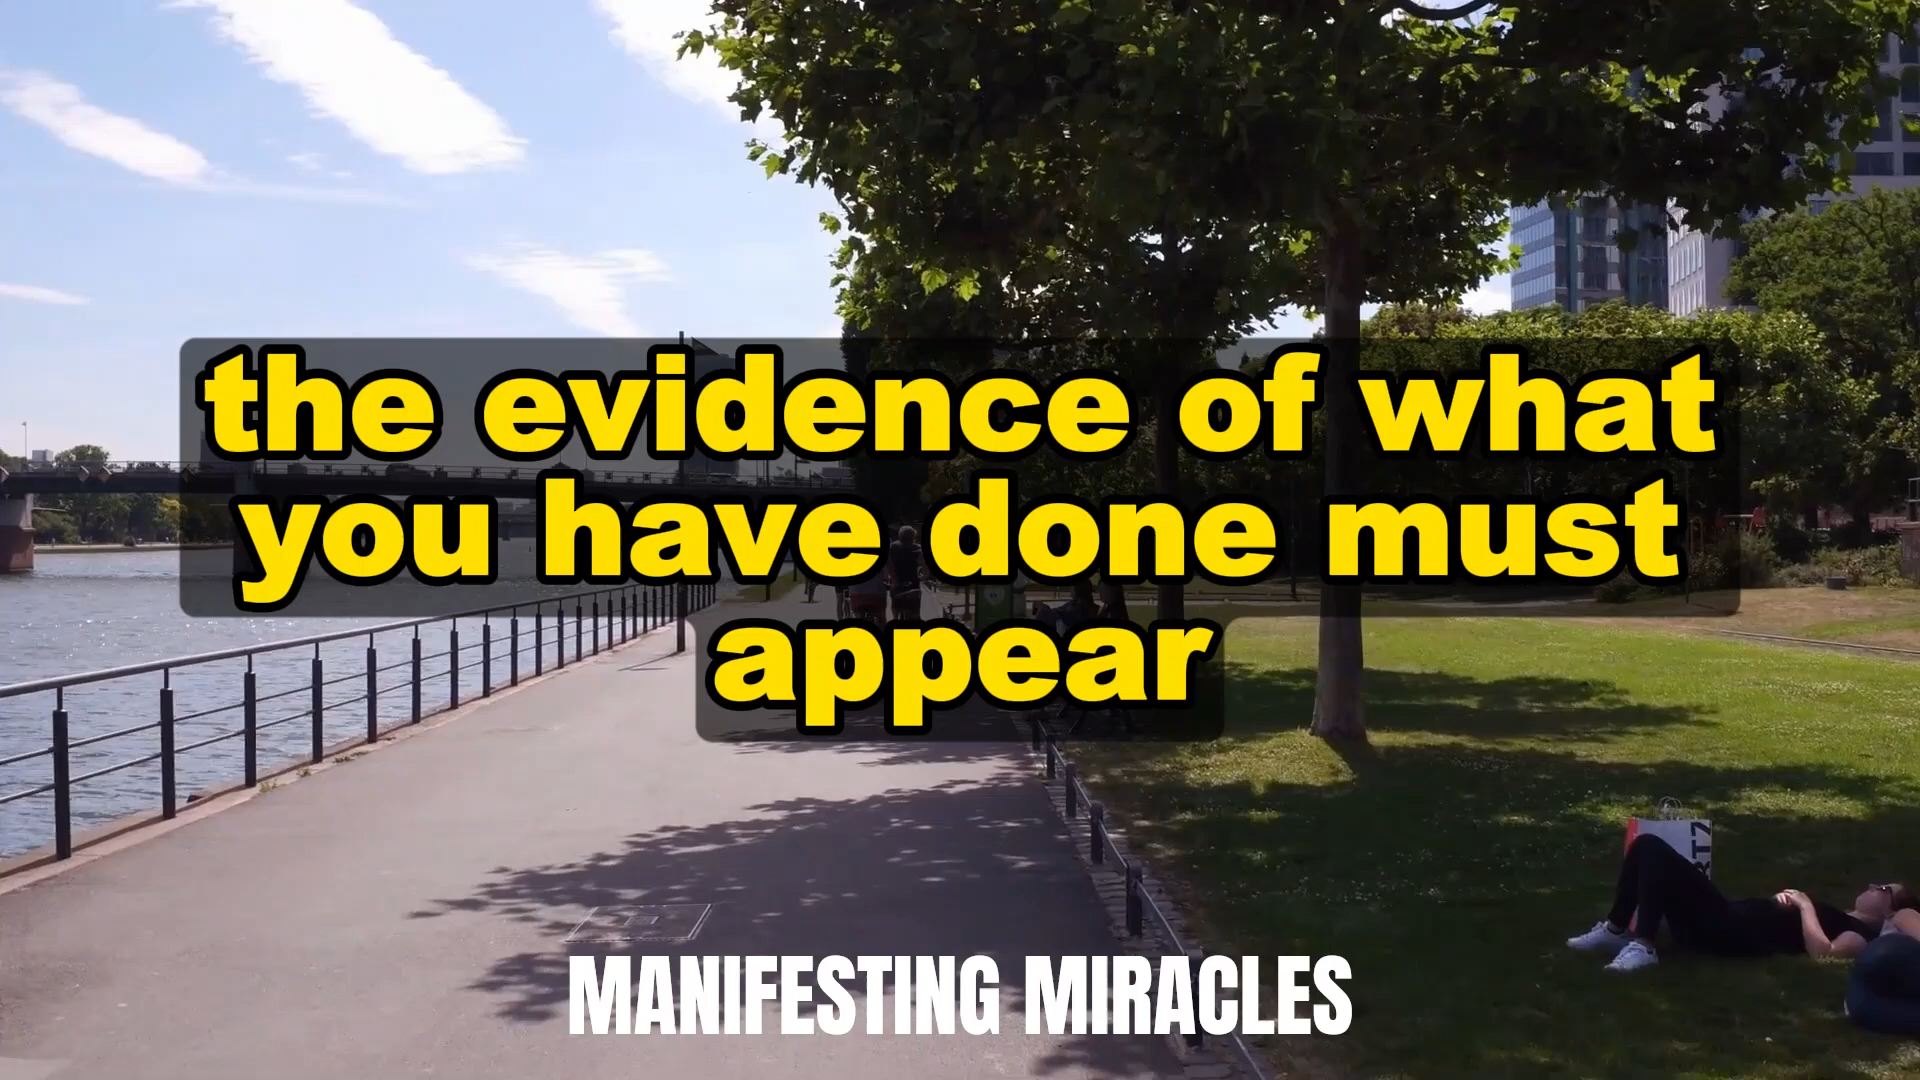 the evidence of what
you have done must
appear
MANIFESTING MIRACLES